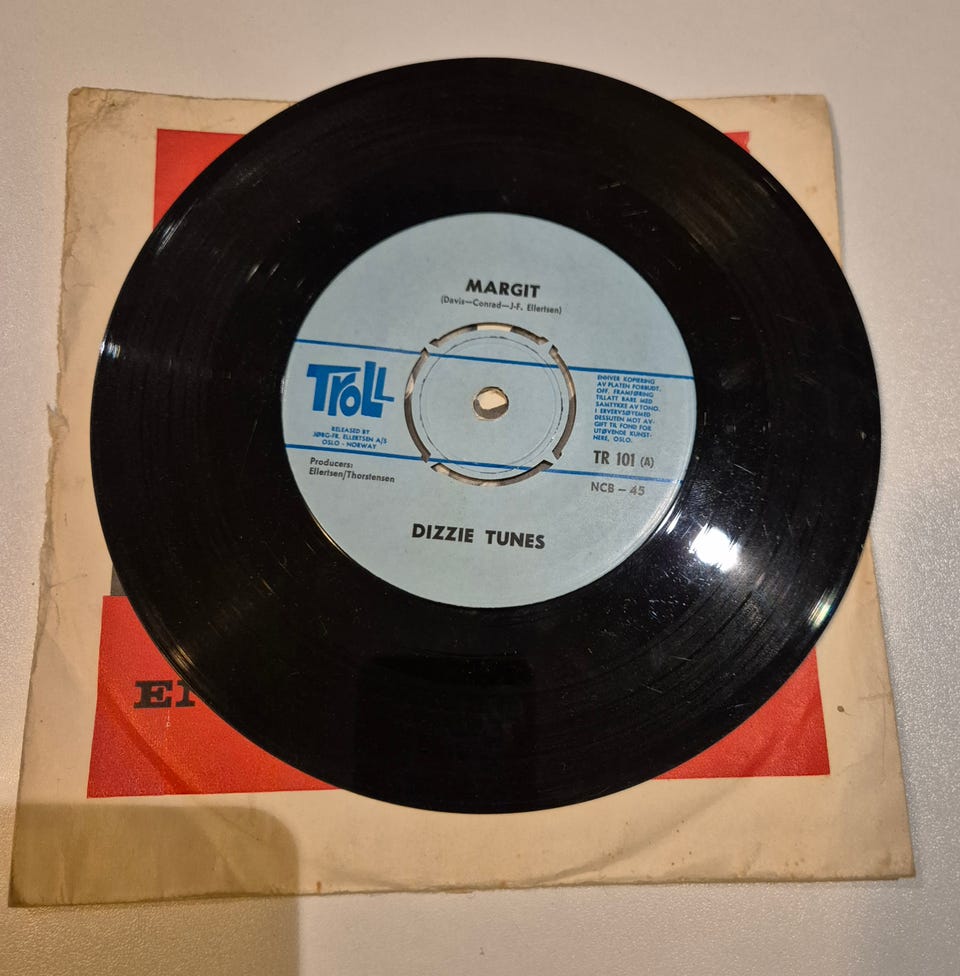 MARGIT
(Davis—Conrad—J-F. Ellertsen)
Troll
RELEASED BY
JØRG-FR. ELLERTSEN A/S
OSLO - NORWAY
Producers:
Ellertsen/Thorstensen
ENHVER KOPIERING
AV PLATEN FORBUDT.
OFF. FRAMFØRING
TILLATT BARE MED
SAMTYKKE AV TONO.
I ERVERVSØYEMED
DESSUTEN MOT AV-
GIFT TIL FOND FOR
UTØVENDE KUNST-
NERE, OSLO.
TR 101 (A)
NCB – 45
DIZZIE TUNES